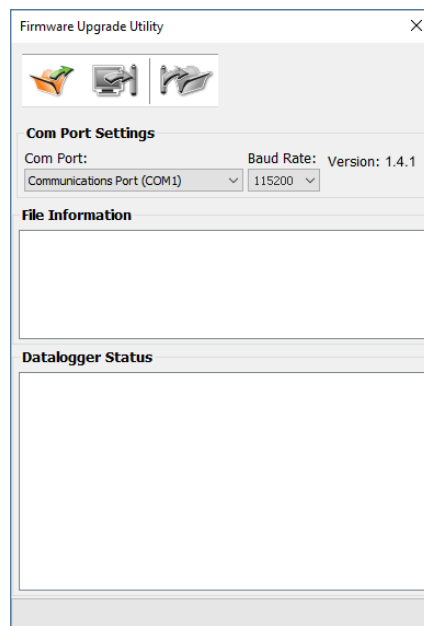 Firmware Upgrade Utility
Com Port Settings
Com Port:
Baud Rate:
Version: 1.4.1
Communications Port (COM1)
115200
File Information
Datalogger Status